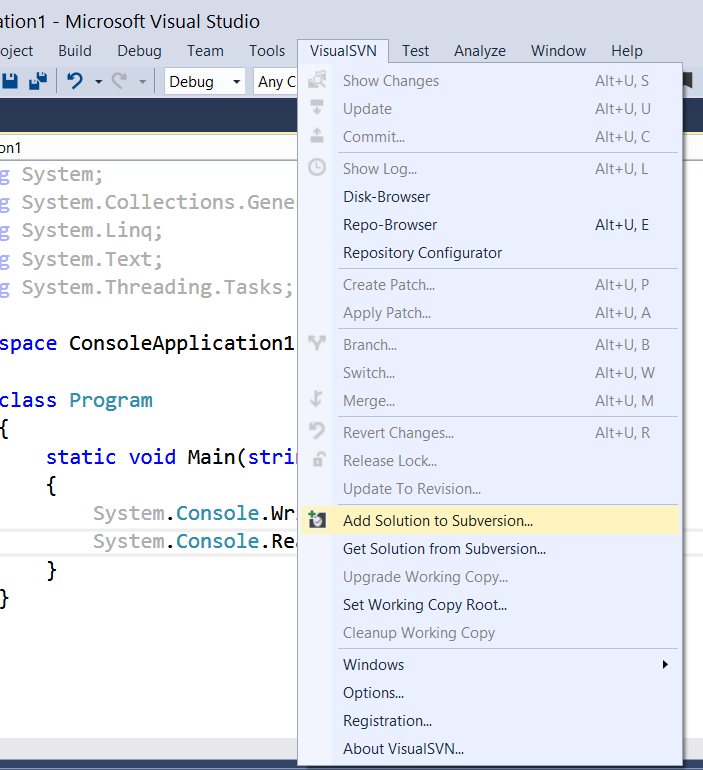 ation1 - Microsoft Visual Studio
oject Build Debug Team Tools VisualSVN Test Analyze Window Help
Debug Any C
on1
Show Changes Alt+U, S
Update Alt+U, U
Commit... Alt+U, C
Show Log... Alt+U, L
Disk-Browser
Repo-Browser Alt+U, E
Repository Configurator
Create Patch... Alt+U, P
Apply Patch... Alt+U, A
Branch... Alt+U, B
Switch... Alt+U, W
Merge... Alt+U, M
Revert Changes... Alt+U, R
Release Lock...
Update To Revision...
Add Solution to Subversion...
Get Solution from Subversion...
Upgrade Working Copy...
Set Working Copy Root...
Cleanup Working Copy
Windows
Options...
Registration...
About VisualSVN...
g System;
g System.Collections.Gene
g System.Linq;
g System.Text;
g System.Threading.Tasks;
space ConsoleApplication1
class Program
{
static void Main(strin
{
System.Console.Wr
System.Console.Rea
}
}